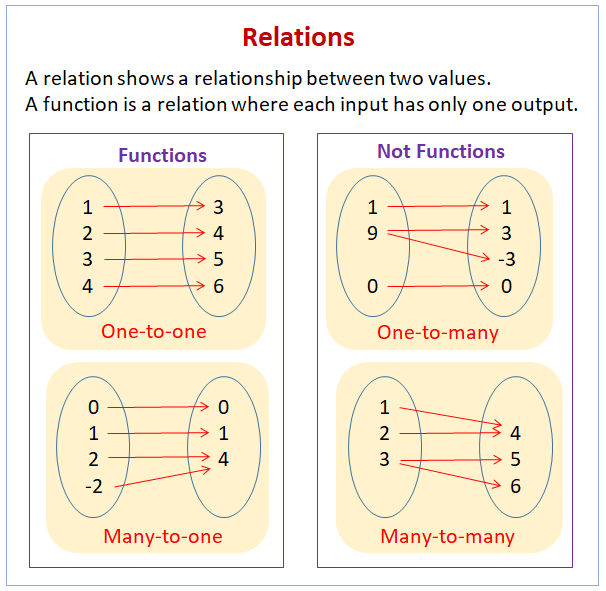 Relations
A relation shows a relationship between two values.
A function is a relation where each input has only one output.
Functions
1 3
2 4
3 5
4 6
One-to-one
0 0
1 1
2 4
-2
Many-to-one
Not Functions
1 1
9 3
-3
0 0
One-to-many
1
2 4
3 5
6
Many-to-many